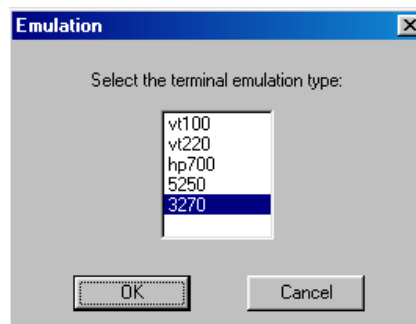 Emulation
Select the terminal emulation type:
vt100
vt220
hp700
5250
3270
OK
Cancel